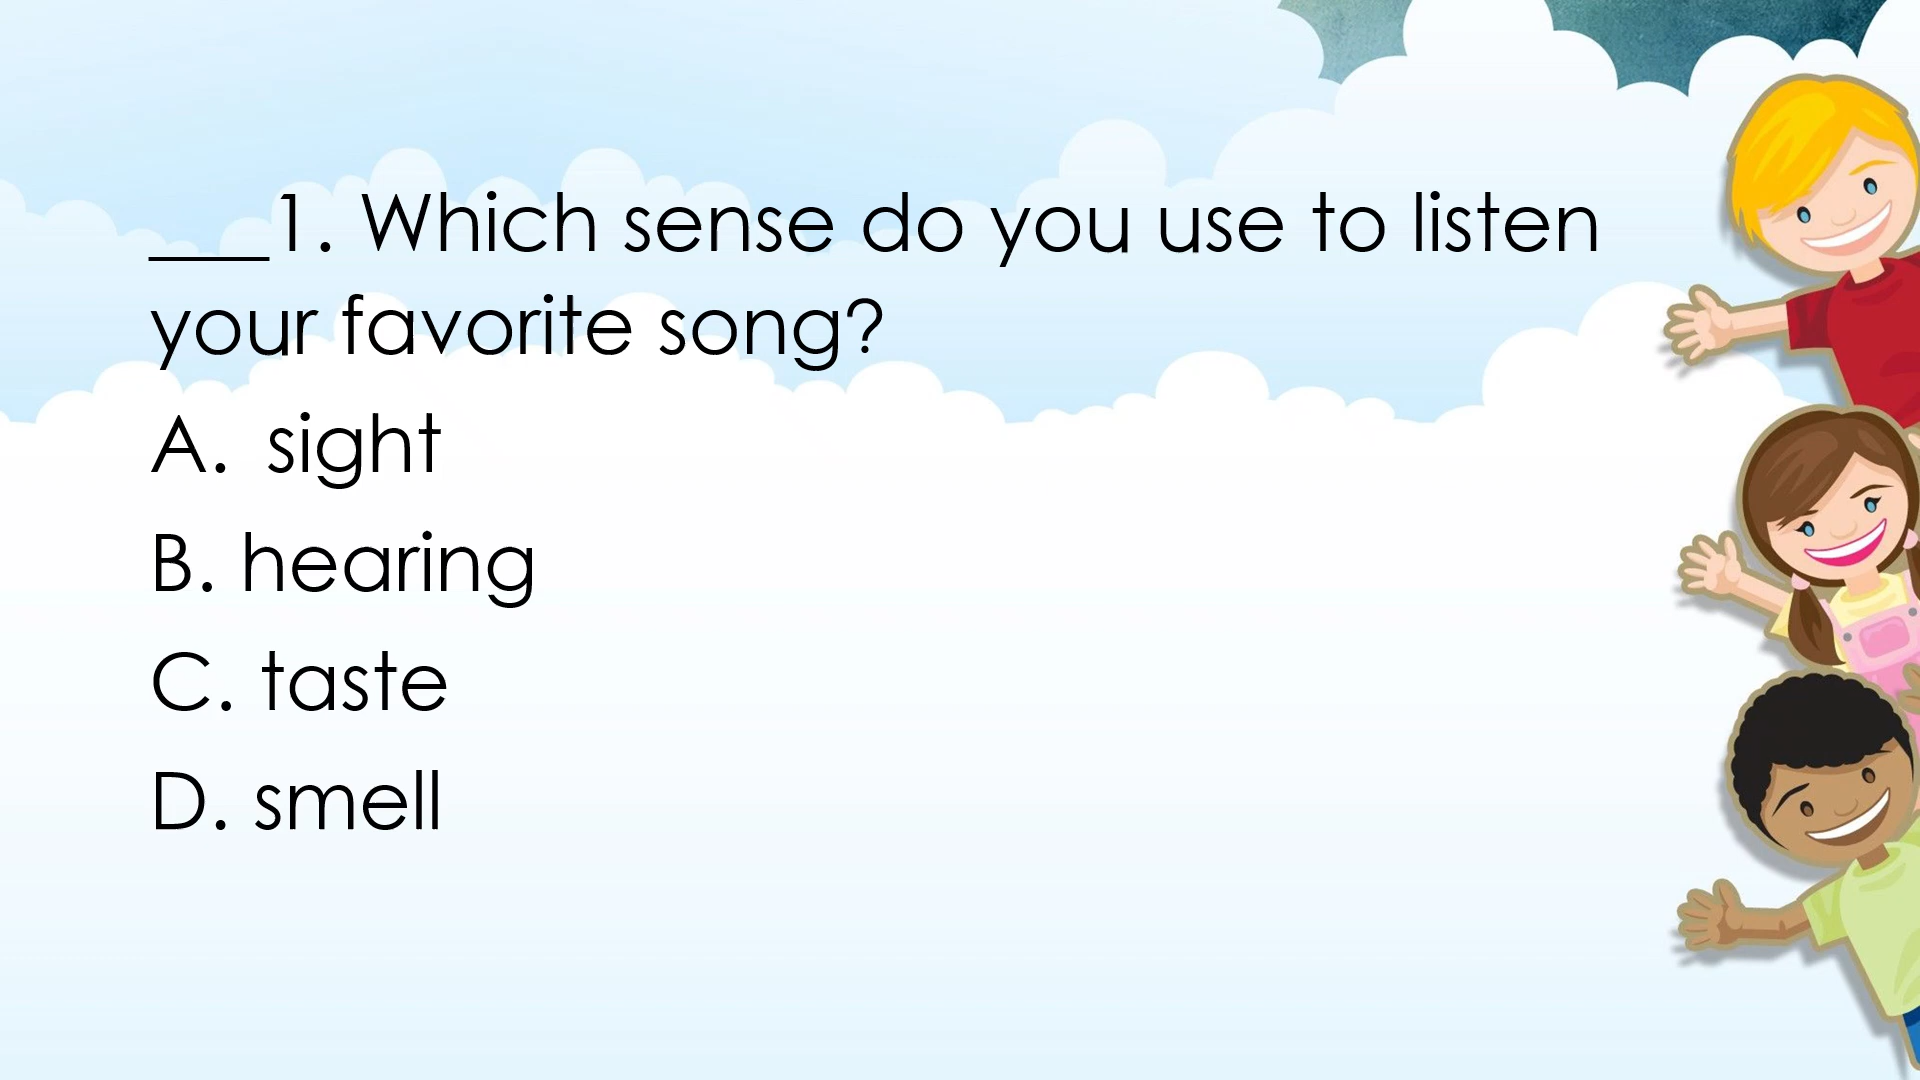 ___1. Which sense do you use to listen
your favorite song?
A. sight
B. hearing
C. taste
D. smell